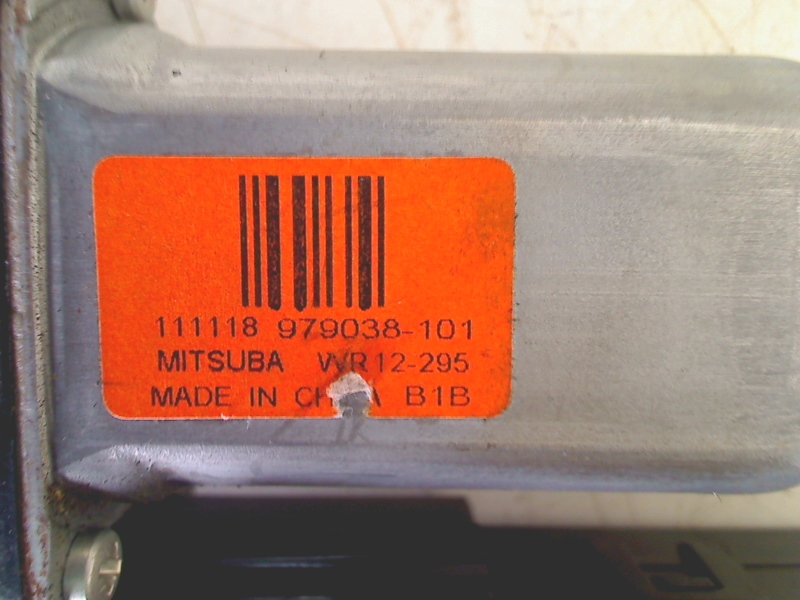 111118 979038-101
MITSUBA WR12-295
MADE IN B1B